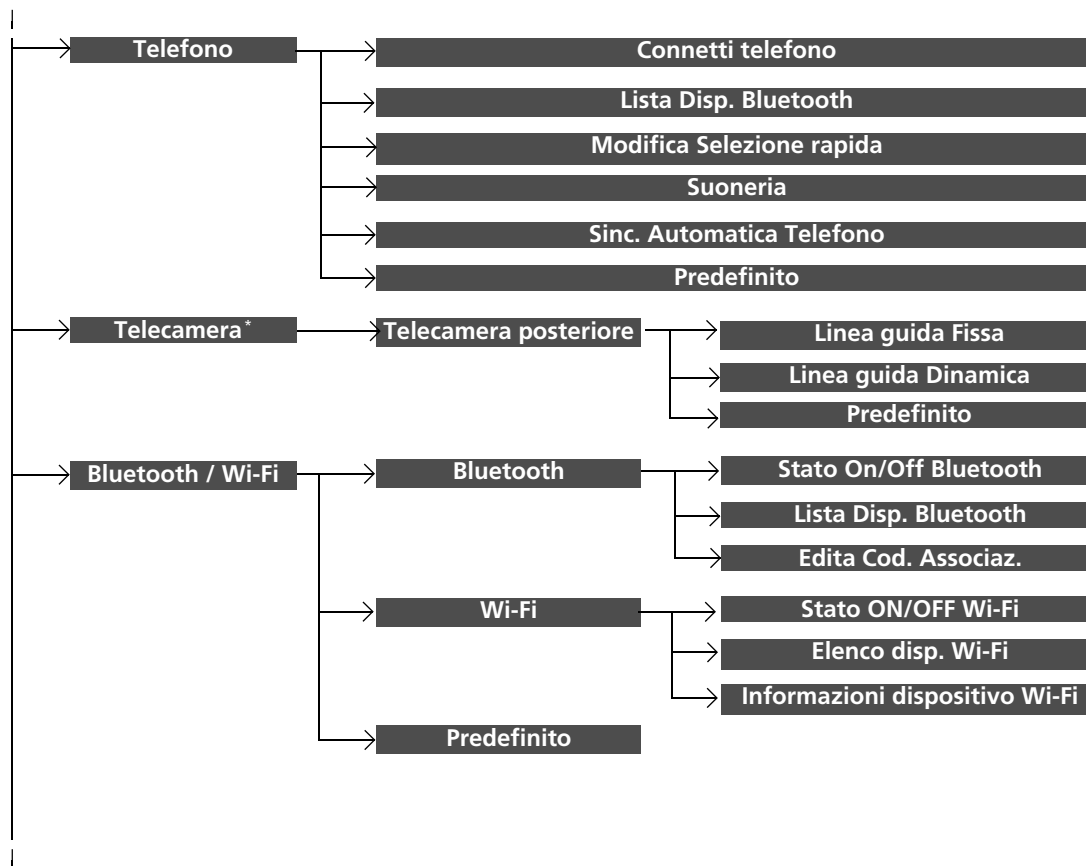 Telefono
Connetti telefono
Lista Disp. Bluetooth
Modifica Selezione rapida
Suoneria
Sinc. Automatica Telefono
Predefinito
Telecamera*
Telecamera posteriore
Linea guida Fissa
Linea guida Dinamica
Predefinito
Bluetooth / Wi-Fi
Bluetooth
Stato On/Off Bluetooth
Lista Disp. Bluetooth
Edita Cod. Associaz.
Wi-Fi
Stato ON/OFF Wi-Fi
Elenco disp. Wi-Fi
Informazioni dispositivo Wi-Fi
Predefinito